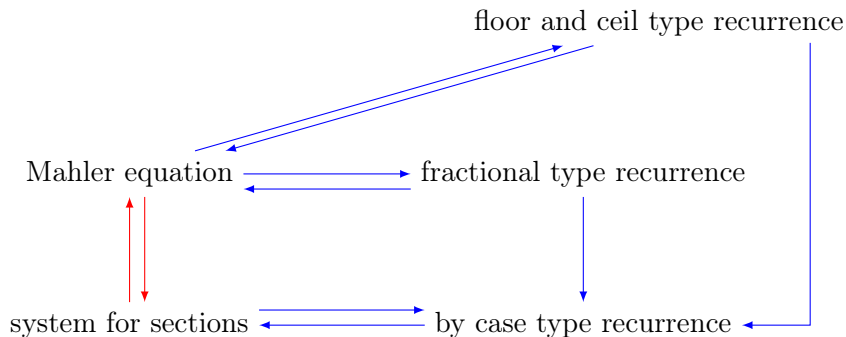 floor and ceil type recurrence
Mahler equation
fractional type recurrence
system for sections
by case type recurrence